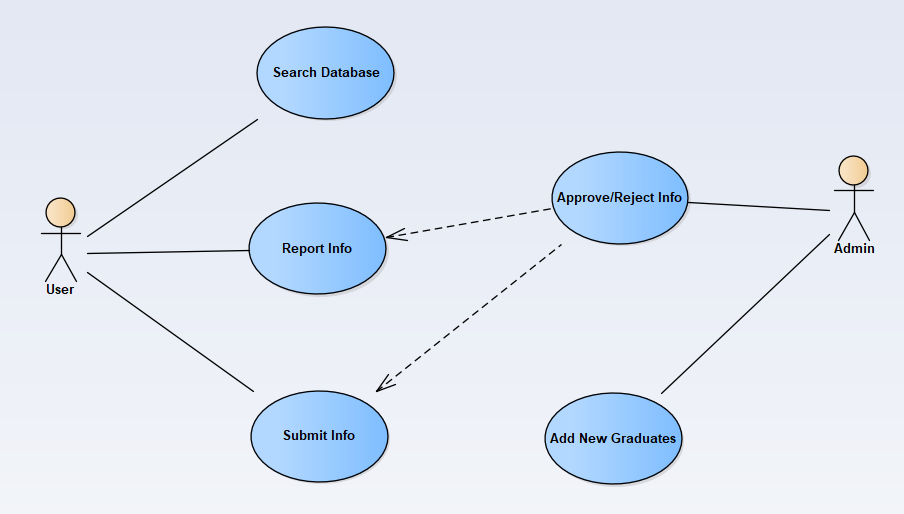 Search Database
Approve/Reject Info
Report Info
Admin
User
Submit Info
Add New Graduates